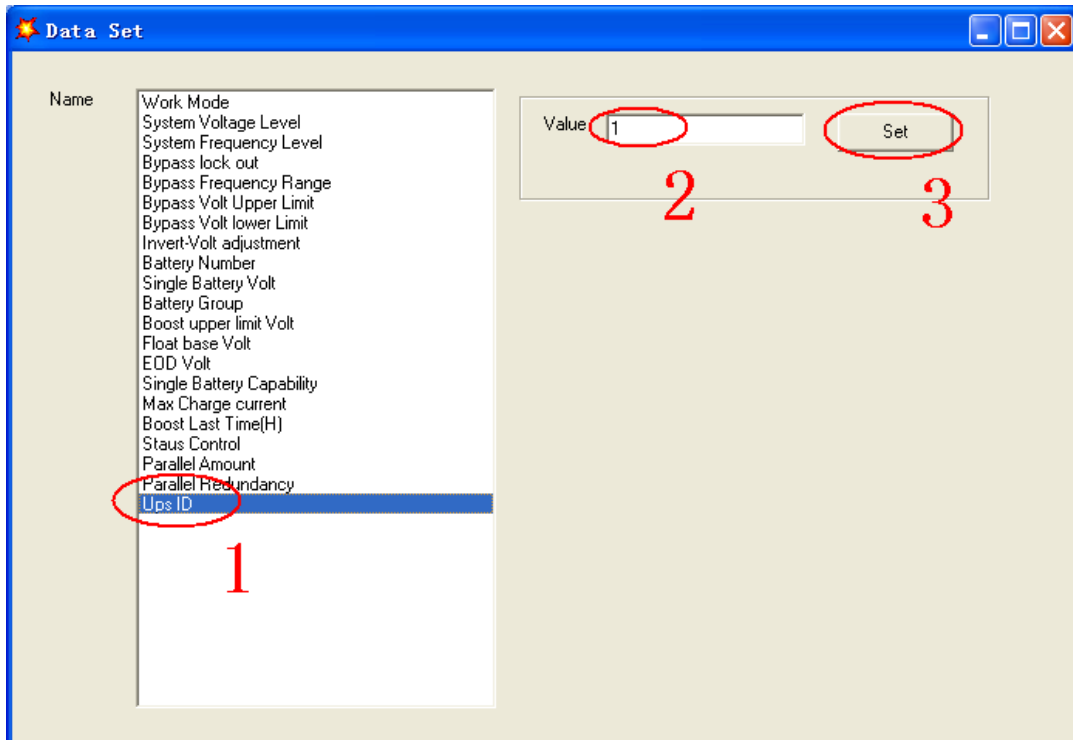 Data Set
Name
Work Mode
System Voltage Level
System Frequency Level
Bypass lock out
Bypass Frequency Range
Bypass Volt Upper Limit
Bypass Volt lower Limit
Invert-Volt adjustment
Battery Number
Single Battery Volt
Battery Group
Boost upper limit Volt
Float base Volt
EOD Volt
Single Battery Capability
Max Charge current
Boost Last Time(H)
Staus Control
Parallel Amount
Parallel Redundancy
Ups ID
1
Value
1
Set
2
3